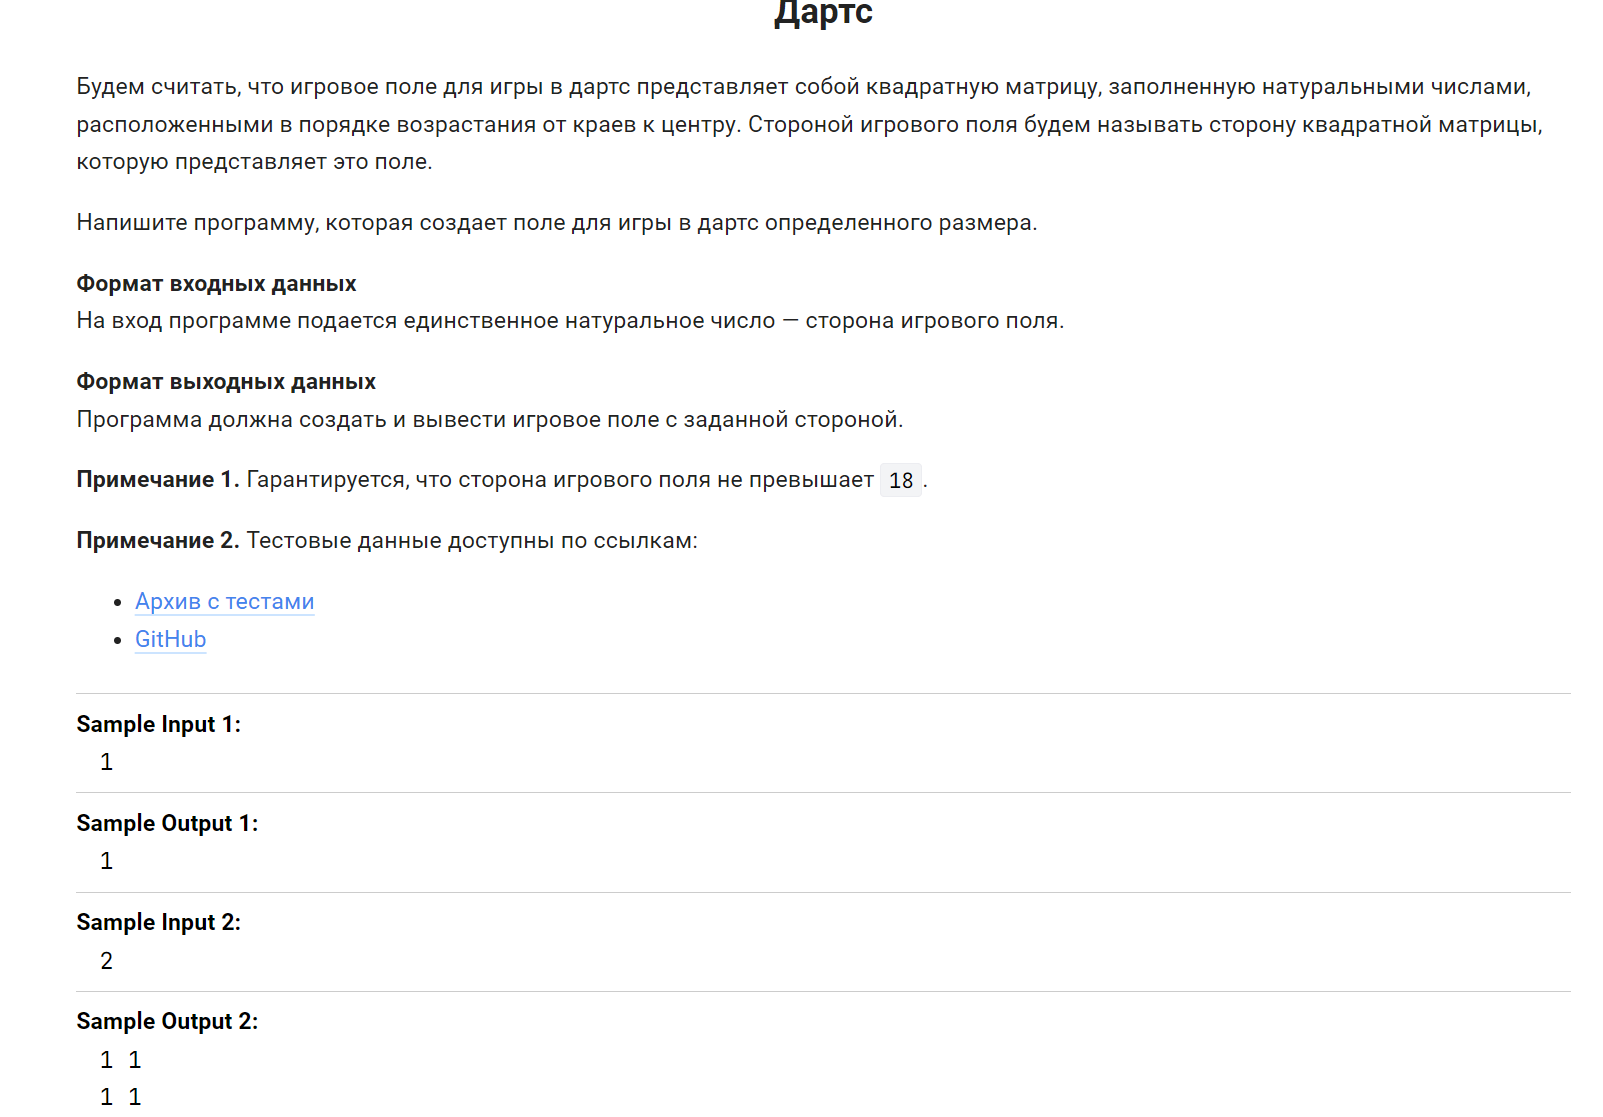 Дартс
Будем считать, что игровое поле для игры в дартс представляет собой квадратную матрицу, заполненную натуральными числами,
расположенными в порядке возрастания от краев к центру. Стороной игрового поля будем называть сторону квадратной матрицы,
которую представляет это поле.
Напишите программу, которая создает поле для игры в дартс определенного размера.
Формат входных данных
На вход программе подается единственное натуральное число — сторона игрового поля.
Формат выходных данных
Программа должна создать и вывести игровое поле с заданной стороной.
Примечание 1. Гарантируется, что сторона игрового поля не превышает 18.
Примечание 2. Тестовые данные доступны по ссылкам:
• Архив с тестами
• GitHub
Sample Input 1:
1
Sample Output 1:
1
Sample Input 2:
2
Sample Output 2:
1 1
1 1